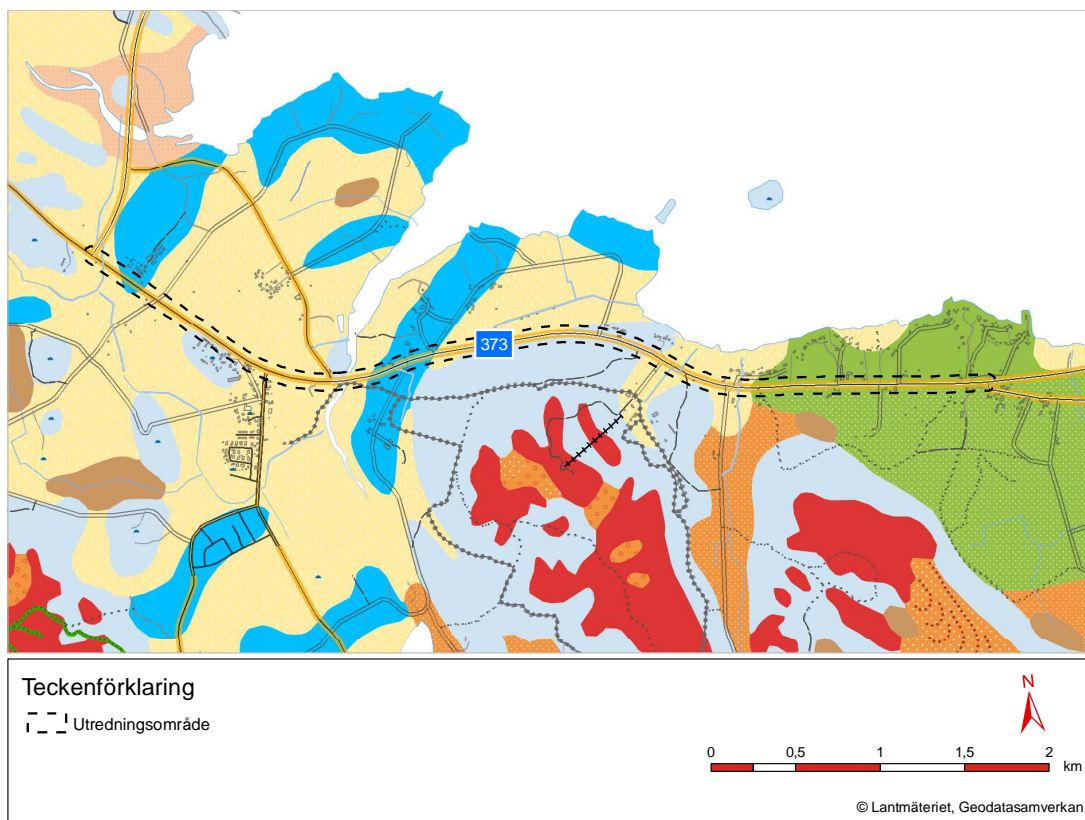 373
Teckenförklaring
Utredningsområde
N
0 0,5 1 1,5 2
km
© Lantmäteriet, Geodatasamverkan